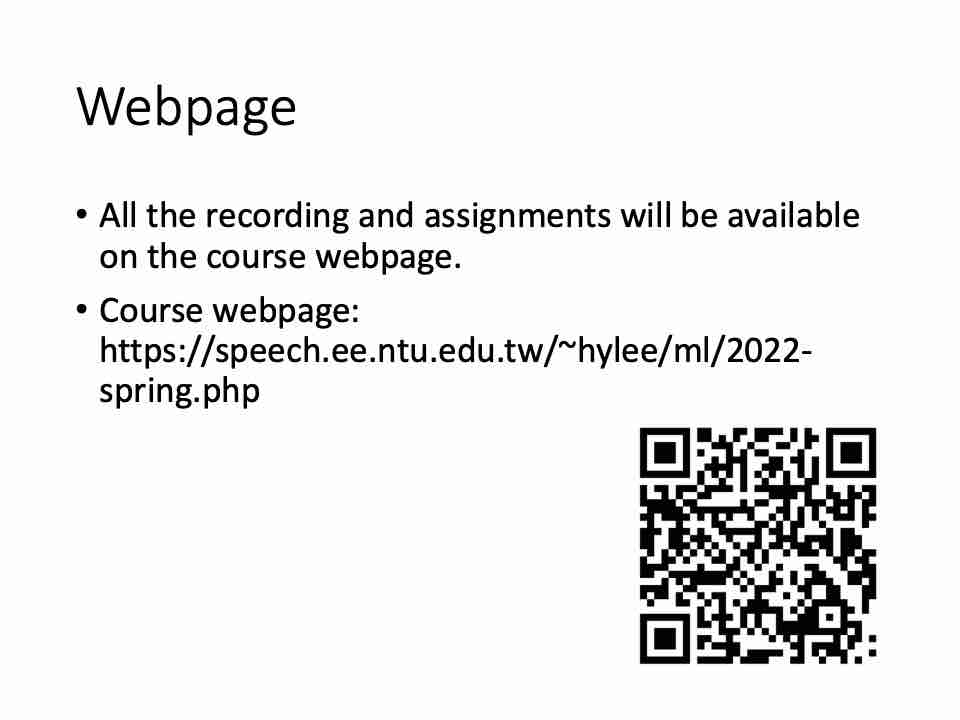 Webpage
• All the recording and assignments will be available
on the course webpage.
• Course webpage:
https://speech.ee.ntu.edu.tw/~hylee/ml/2022-
spring.php